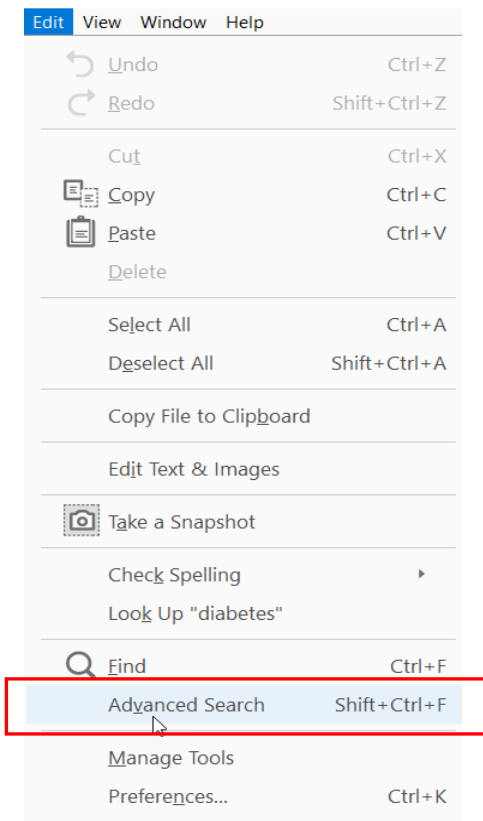 Edit View Window Help
Undo Ctrl+Z
Redo Shift+Ctrl+Z
Cut Ctrl+X
Copy Ctrl+C
Paste Ctrl+V
Delete
Select All Ctrl+A
Deselect All Shift+Ctrl+A
Copy File to Clipboard
Edit Text & Images
Take a Snapshot
Check Spelling
Look Up "diabetes"
Find Ctrl+F
Advanced Search Shift+Ctrl+F
Manage Tools
Preferences... Ctrl+K